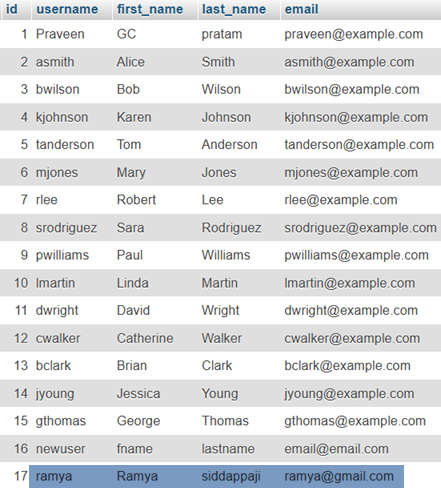 id username first_name last_name email
1 Praveen GC pratam praveen@example.com
2 asmith Alice Smith asmith@example.com
3 bwilson Bob Wilson bwilson@example.com
4 kjohnson Karen Johnson kjohnson@example.com
5 tanderson Tom Anderson tanderson@example.com
6 mjones Mary Jones mjones@example.com
7 rlee Robert Lee rlee@example.com
8 srodriguez Sara Rodriguez srodriguez@example.com
9 pwilliams Paul Williams pwilliams@example.com
10 lmartin Linda Martin lmartin@example.com
11 dwright David Wright dwright@example.com
12 cwalker Catherine Walker cwalker@example.com
13 bclark Brian Clark bclark@example.com
14 jyoung Jessica Young jyoung@example.com
15 gthomas George Thomas gthomas@example.com
16 newuser fname lastname email@email.com
17 ramya Ramya siddappaji ramya@gmail.com